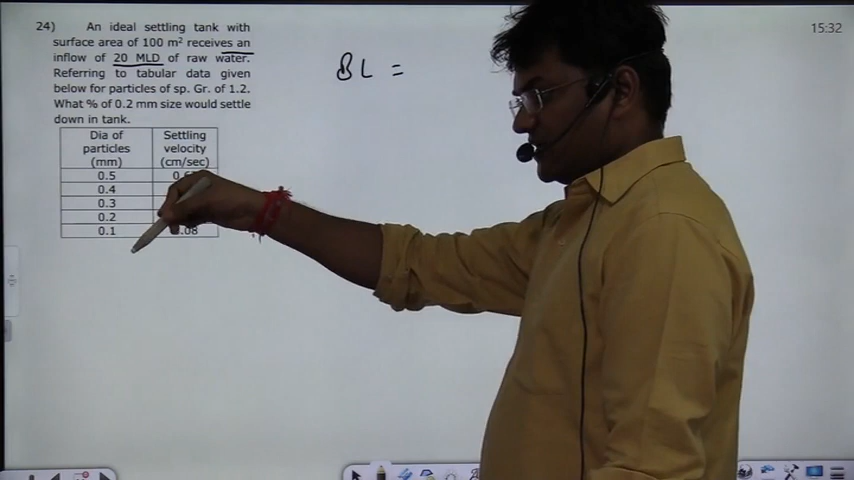 24) An ideal settling tank with
surface area of 100 m² receives an
inflow of 20 MLD of raw water.
Referring to tabular data given
below for particles of sp. Gr. of 1.2.
What % of 0.2 mm size would settle
down in tank.
Dia of particles (mm) Settling velocity (cm/sec)
0.5
0.4
0.3
0.2
0.1
BL =
15:32